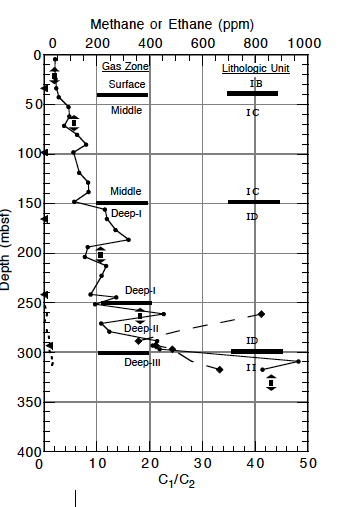 Methane or Ethane (ppm)
0 200 400 600 800 1000
Gas Zone Lithologic Unit
0
Surface IB
50
Middle IC
100
Middle IC
150
Deep-I ID
200
Deep-I
250
Deep-II
ID
300
Deep-III II
350
400
0 10 20 30 40 50
C1/C2
Depth (mbsf)